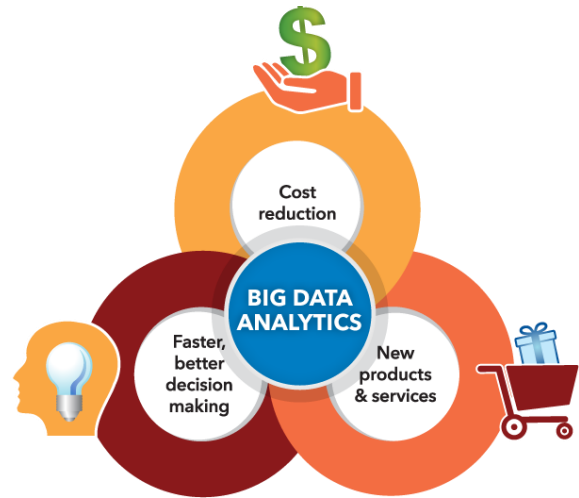 $
Cost
reduction
BIG DATA
ANALYTICS
Faster,
better
decision
making
New
products
& services